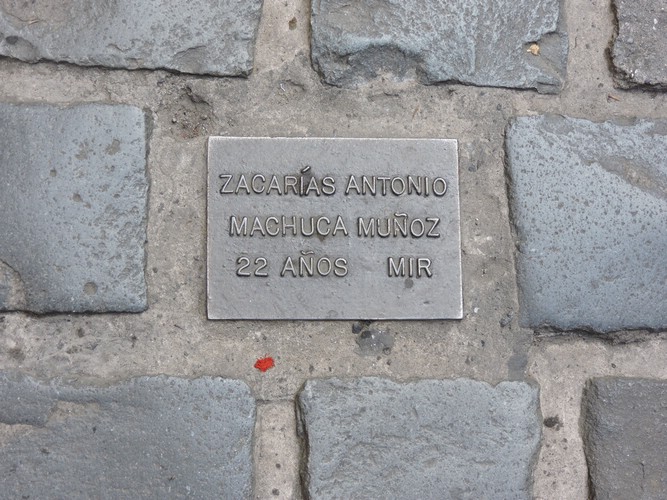 ZACARÍAS ANTONIO
MACHUCA MUÑOZ
22 AÑOS MIR